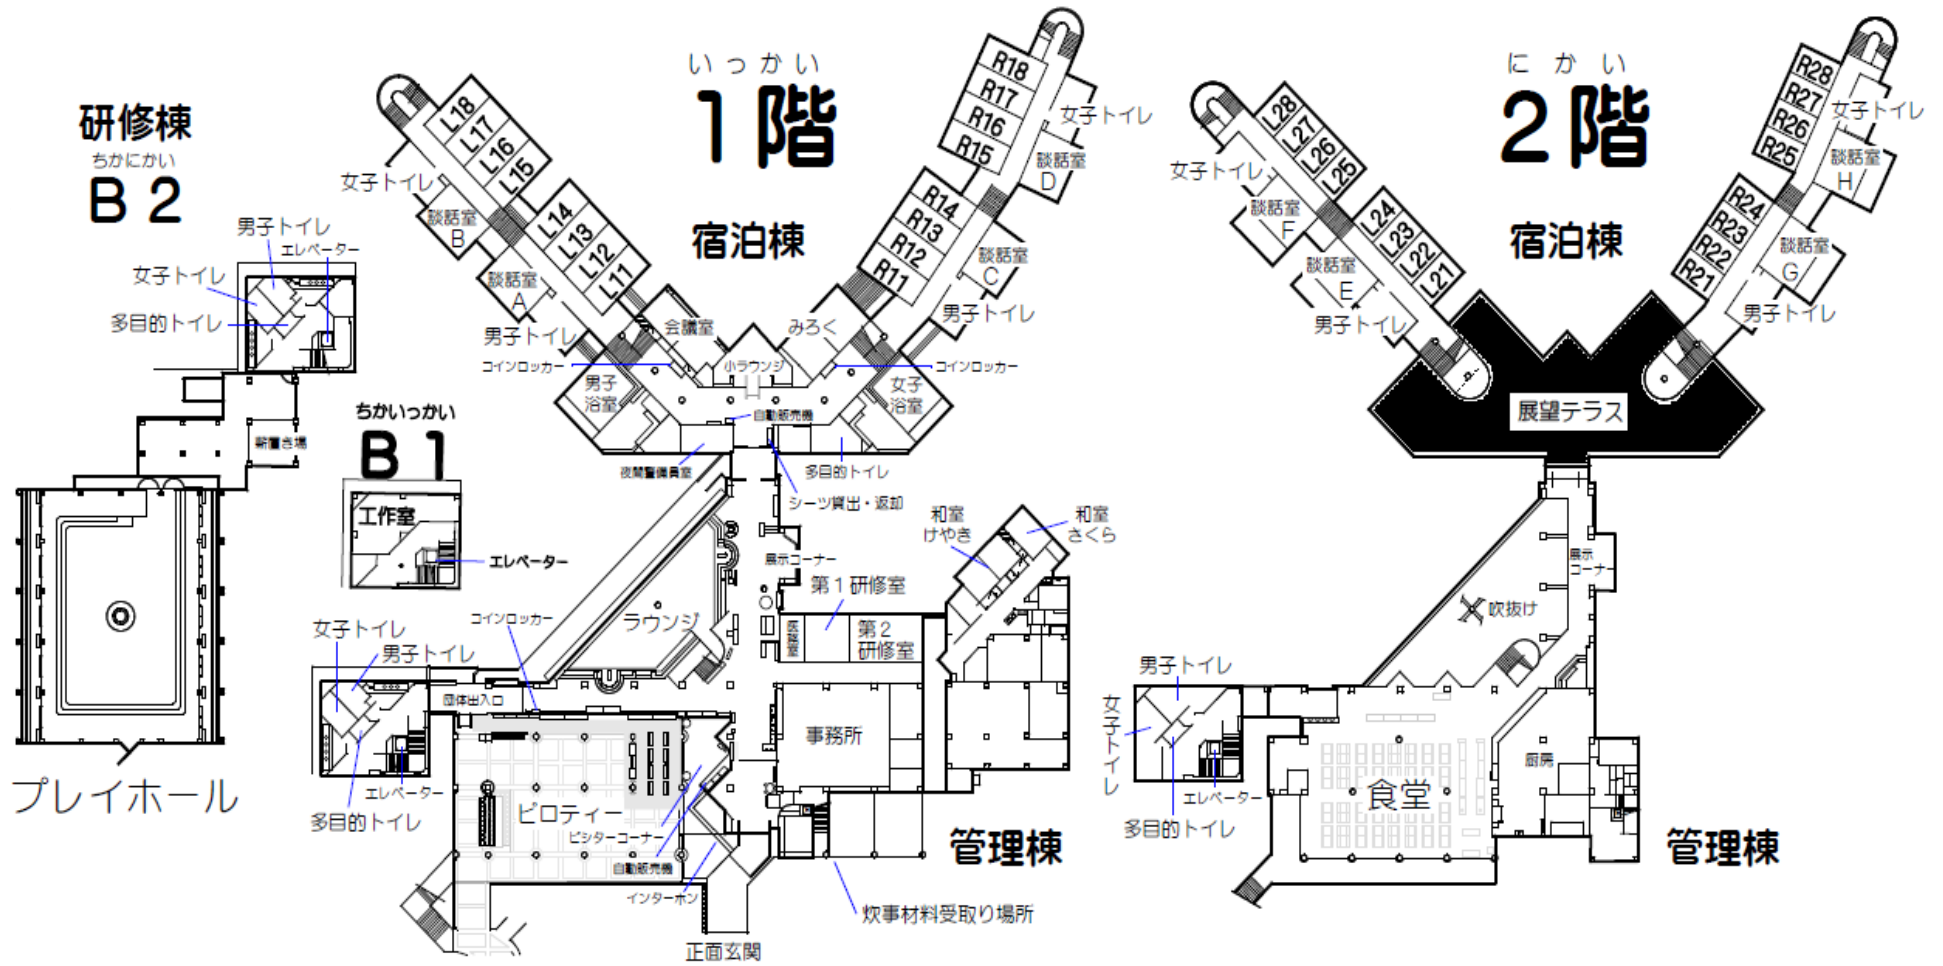 研修棟
ちかにかい
B2
男子トイレ
エレベーター
女子トイレ
多目的トイレ
薪置き場
プレイホール
ちかいっかい
B1
工作室
エレベーター
いっかい
1階
宿泊棟
L18
L17
L16
L15
L14
L13
L12
L11
女子トイレ
談話室
B
談話室
A
男子トイレ
R18
R17
R16
R15
R14
R13
R12
R11
女子トイレ
談話室
D
談話室
C
男子トイレ
会議室
みろく
小ラウンジ
コインロッカー
コインロッカー
男子
浴室
女子
浴室
自動販売機
夜間警備員室
多目的トイレ
シーツ貸出・返却
展示コーナー
和室
けやき
和室
さくら
第1研修室
医務室
第2
研修室
ラウンジ
コインロッカー
女子トイレ
男子トイレ
団体出入口
エレベーター
多目的トイレ
事務所
ピロティー
ビジターコーナー
自動販売機
インターホン
管理棟
炊事材料受取り場所
正面玄関
にかい
2階
宿泊棟
L28
L27
L26
L25
L24
L23
L22
L21
女子トイレ
談話室
F
談話室
E
男子トイレ
R28
R27
R26
R25
R24
R23
R22
R21
女子トイレ
談話室
H
談話室
G
男子トイレ
展望テラス
展示
コーナー
吹抜け
男子トイレ
女子トイレ
エレベーター
多目的トイレ
食堂
厨房
管理棟